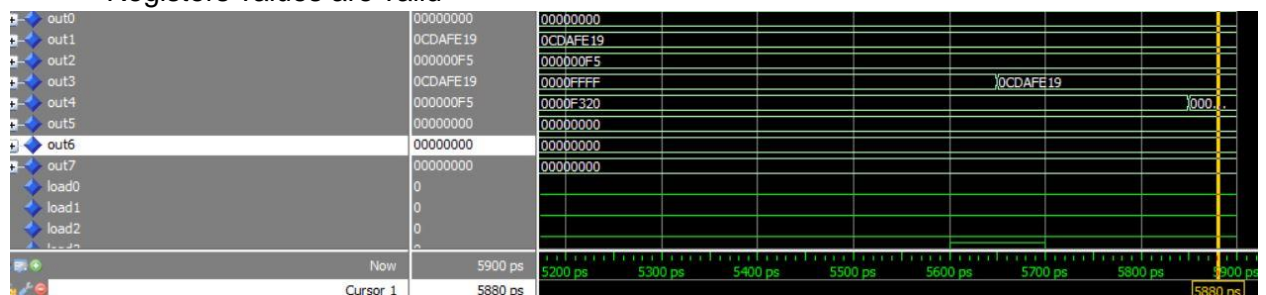 Registers values are valid
out0 00000000 00000000
out1 0CDAFE19 0CDAFE19
out2 000000F5 000000F5
out3 0CDAFE19 0000FFFF 0CDAFE19
out4 000000F5 0000F320 000...
out5 00000000 00000000
out6 00000000 00000000
out7 00000000 00000000
load0 0
load1 0
load2 0
Now 5900 ps 5200 ps 5300 ps 5400 ps 5500 ps 5600 ps 5700 ps 5800 ps 5900 ps
Cursor 1 5880 ps 5880 ps